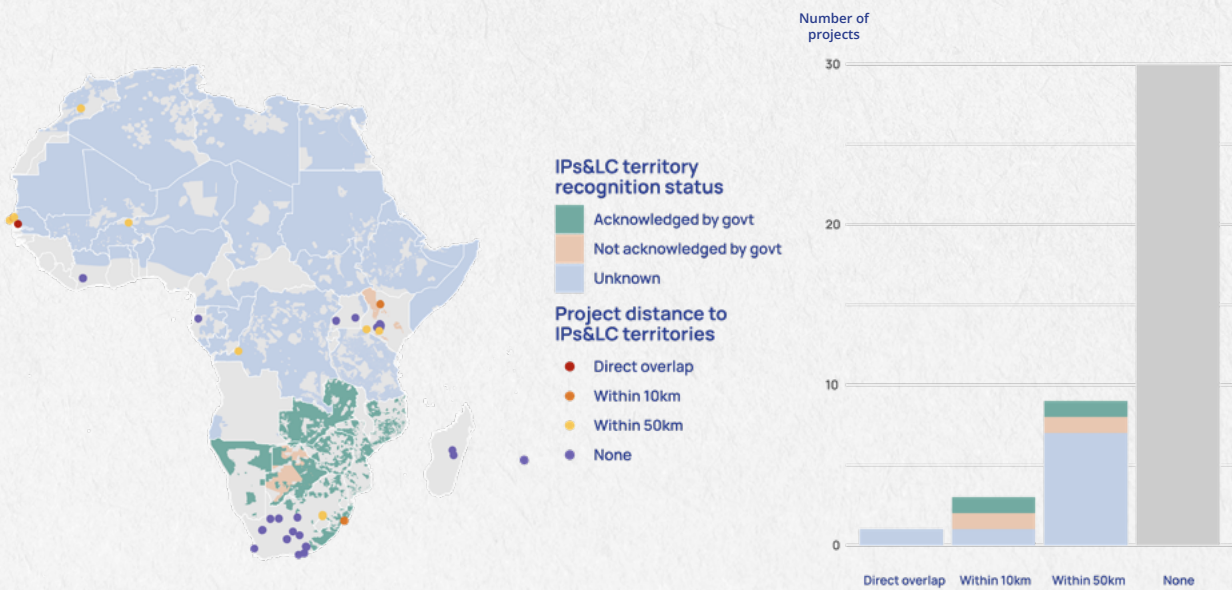 IPs&LC territory
recognition status
Acknowledged by govt
Not acknowledged by govt
Unknown
Project distance to
IPs&LC territories
Direct overlap
Within 10km
Within 50km
None
Number of
projects
30
20
10
0
Direct overlap
Within 10km
Within 50km
None